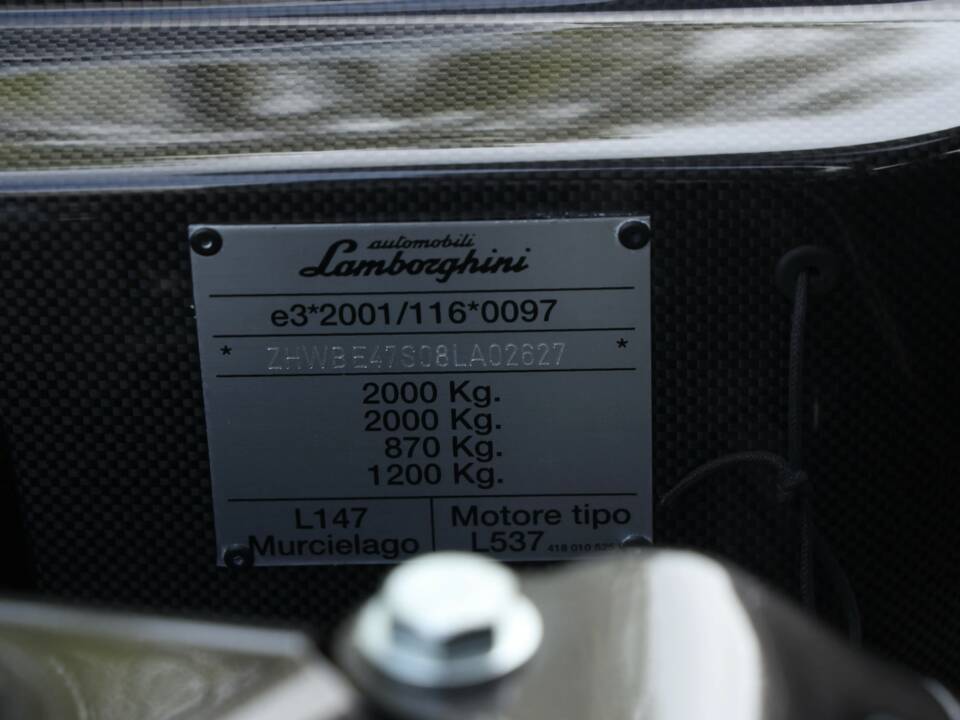 automobili
Lamborghini
e3*2001/116*0097
* ZHWBE47S08LA02627 *
2000 Kg.
2000 Kg.
870 Kg.
1200 Kg.
L147
Murcielago
Motore tipo
L537